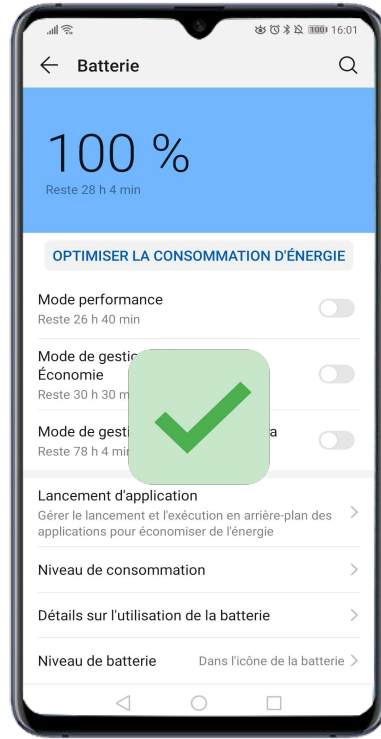 100 16:01
Batterie
100 %
Reste 28 h 4 min
OPTIMISER LA CONSOMMATION D'ÉNERGIE
Mode performance
Reste 26 h 40 min
Mode de
Économie
Reste 30 h 30
Mode de
Reste 78 h 4
Lancement d'application
Gérer le lancement et l'exécution en arrière-plan des
applications pour économiser de l'énergie
Niveau de consommation
Détails sur l'utilisation de la batterie
Niveau de batterie Dans l'icône de la batterie